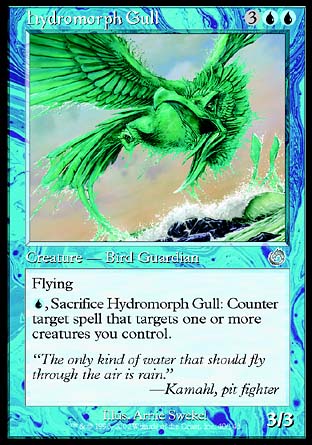 Hydromorph Gull 3
Creature — Bird Guardian
Flying
, Sacrifice Hydromorph Gull: Counter
target spell that targets one or more
creatures you control.
“The only kind of water that should fly
through the air is rain.”
—Kamahl, pit fighter
Illus. Arnie Swekel
3/3